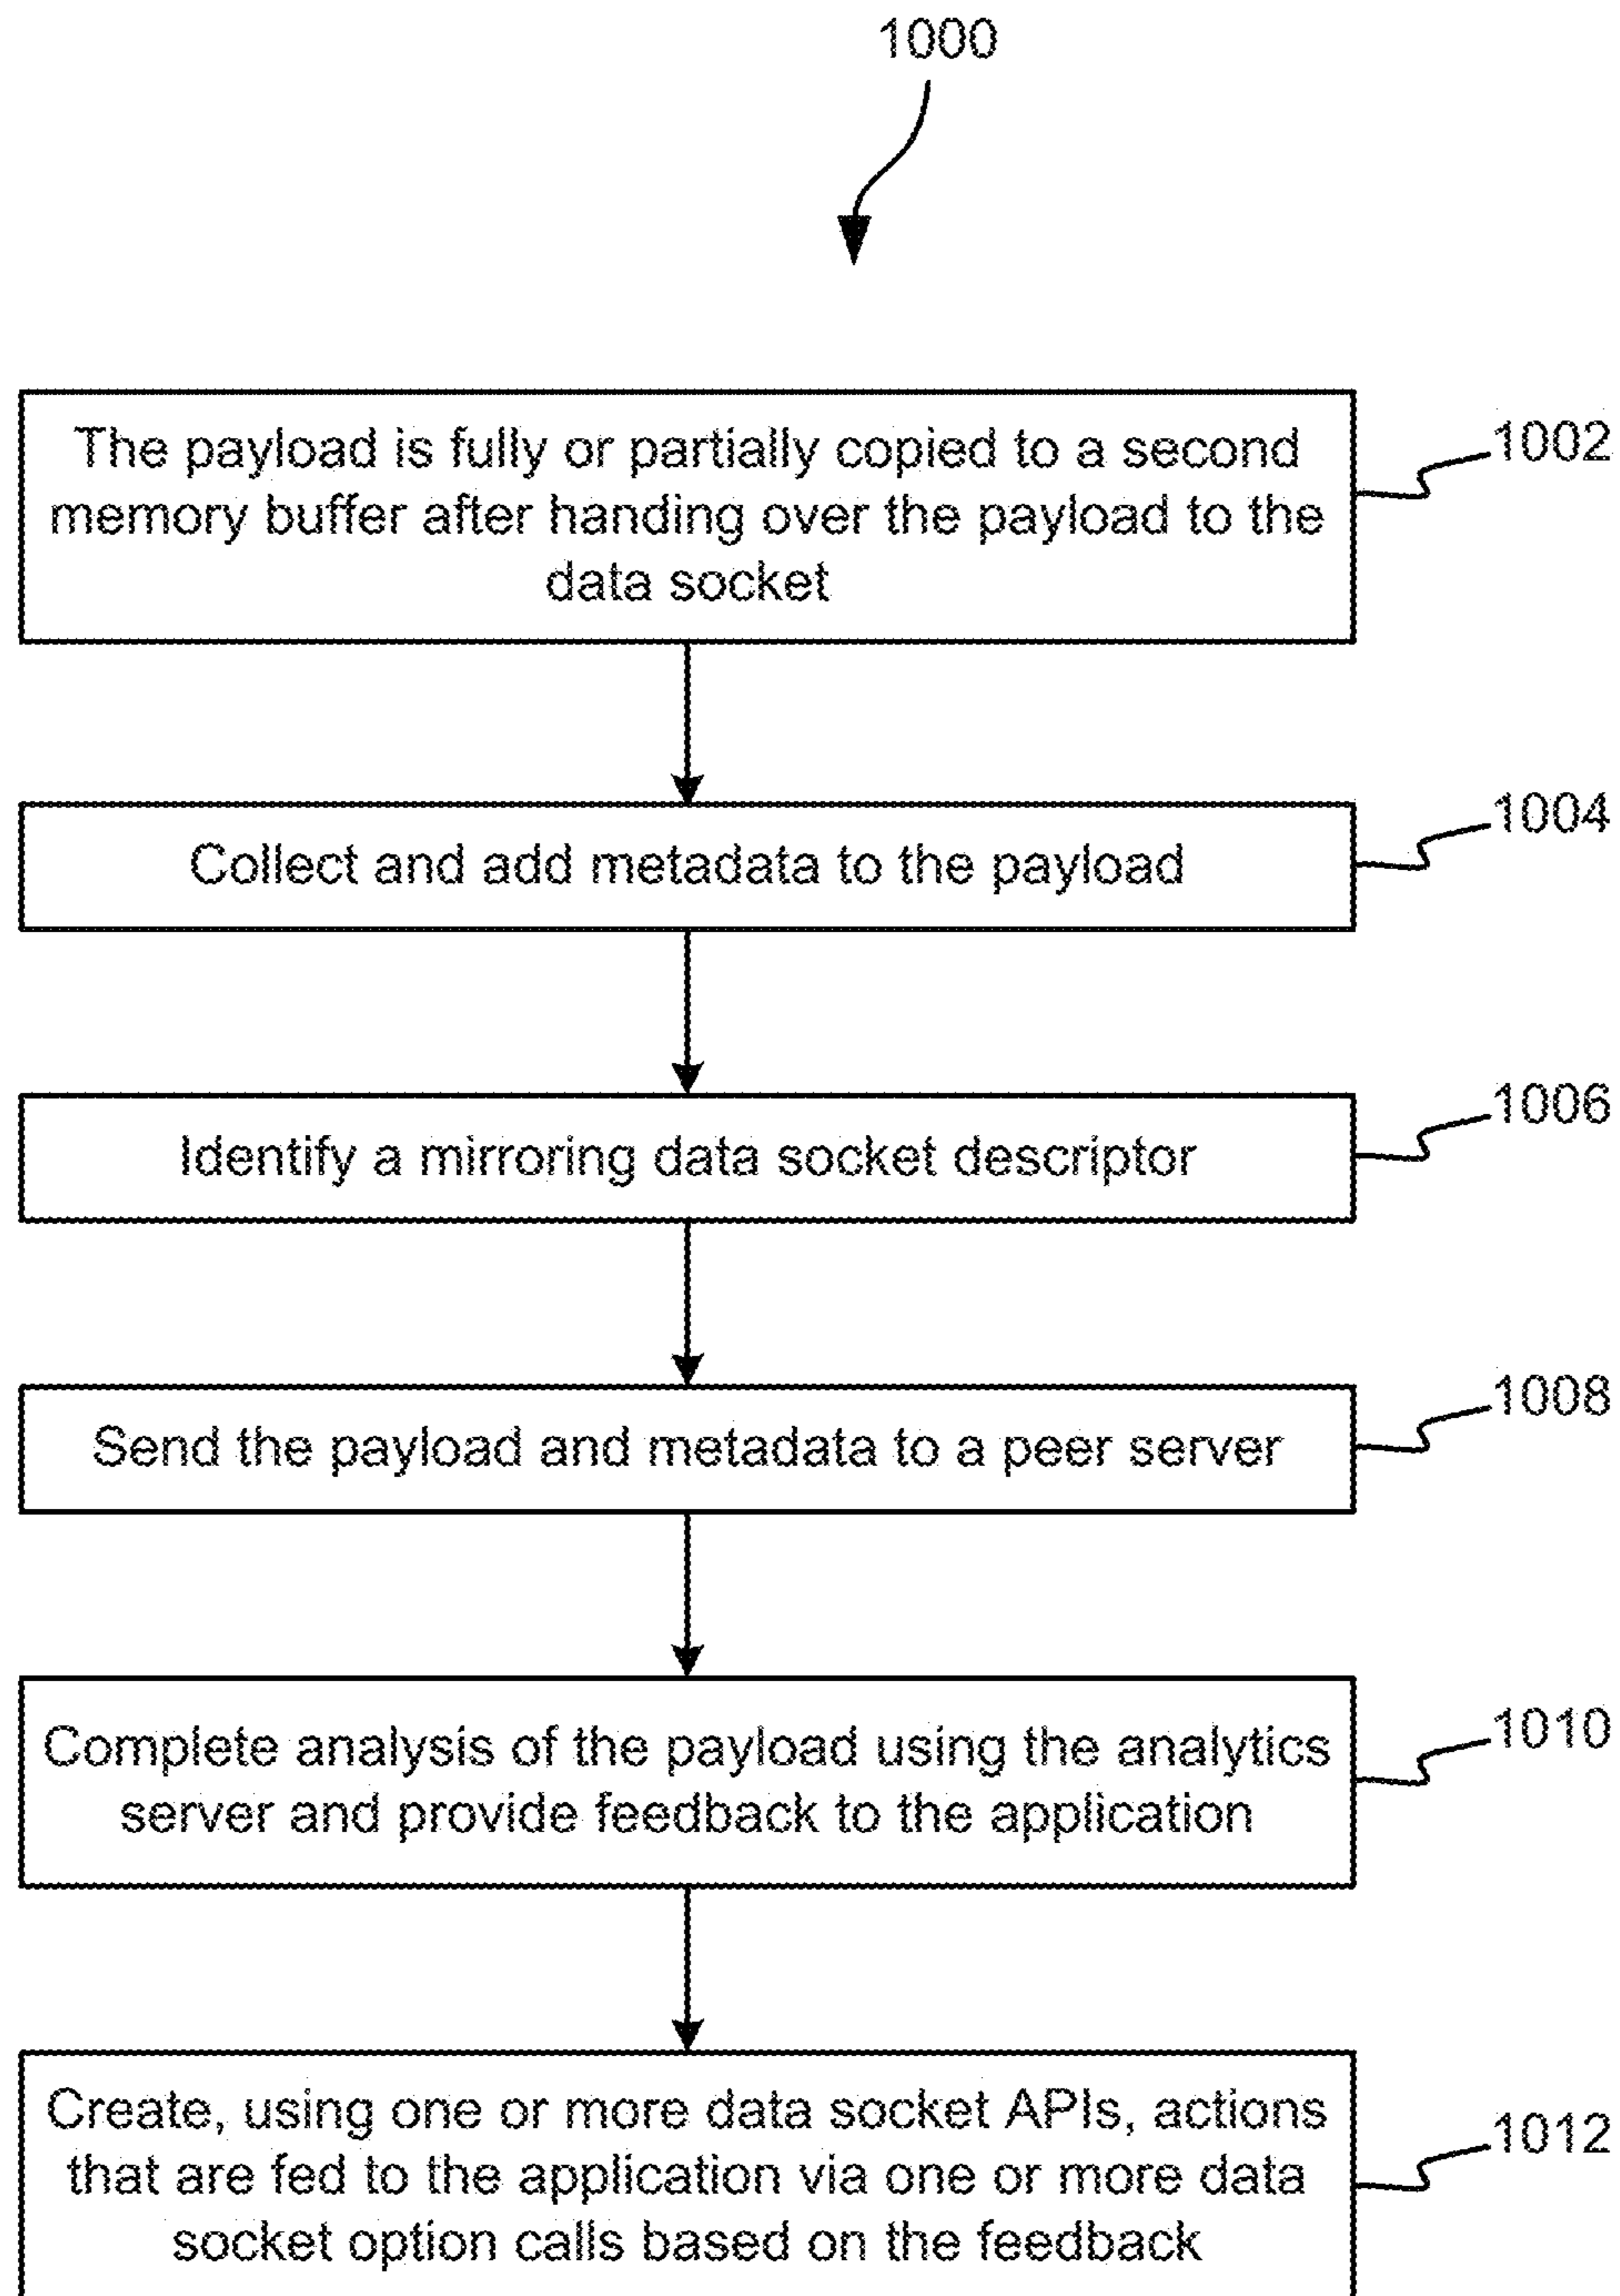 1000
The payload is fully or partially copied to a second
memory buffer after handing over the payload to the
data socket
1002
Collect and add metadata to the payload
1004
Identify a mirroring data socket descriptor
1006
Send the payload and metadata to a peer server
1008
Complete analysis of the payload using the analytics
server and provide feedback to the application
1010
Create, using one or more data socket APIs, actions
that are fed to the application via one or more data
socket option calls based on the feedback
1012